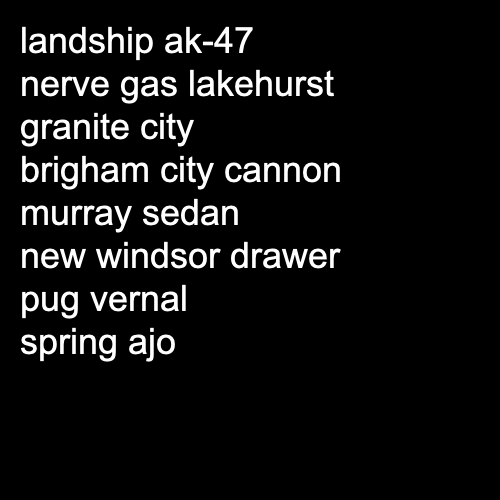 landship ak-47
nerve gas lakehurst
granite city
brigham city cannon
murray sedan
new windsor drawer
pug vernal
spring ajo